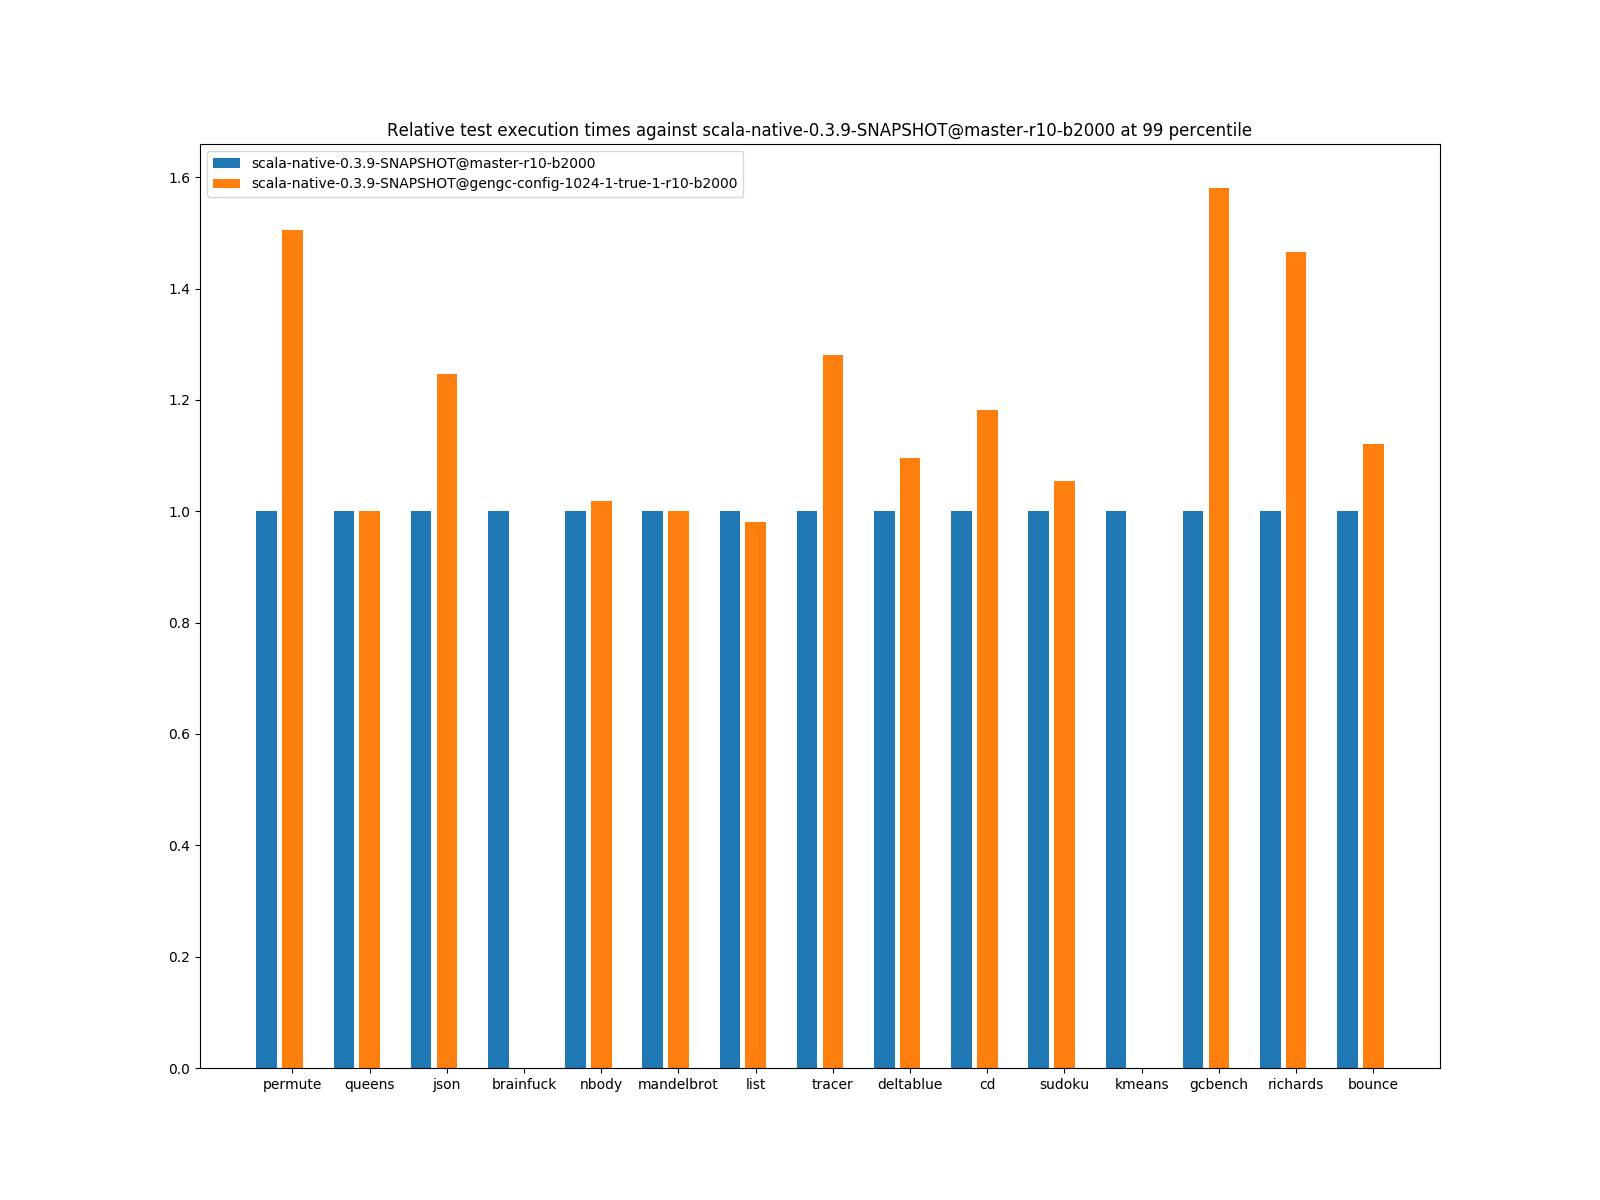 Relative test execution times against scala-native-0.3.9-SNAPSHOT@master-r10-b2000 at 99 percentile
scala-native-0.3.9-SNAPSHOT@master-r10-b2000
scala-native-0.3.9-SNAPSHOT@gengc-config-1024-1-true-1-r10-b2000
1.6
1.4
1.2
1.0
0.8
0.6
0.4
0.2
0.0
permute queens json brainfuck nbody mandelbrot list tracer deltablue cd sudoku kmeans gcbench richards bounce